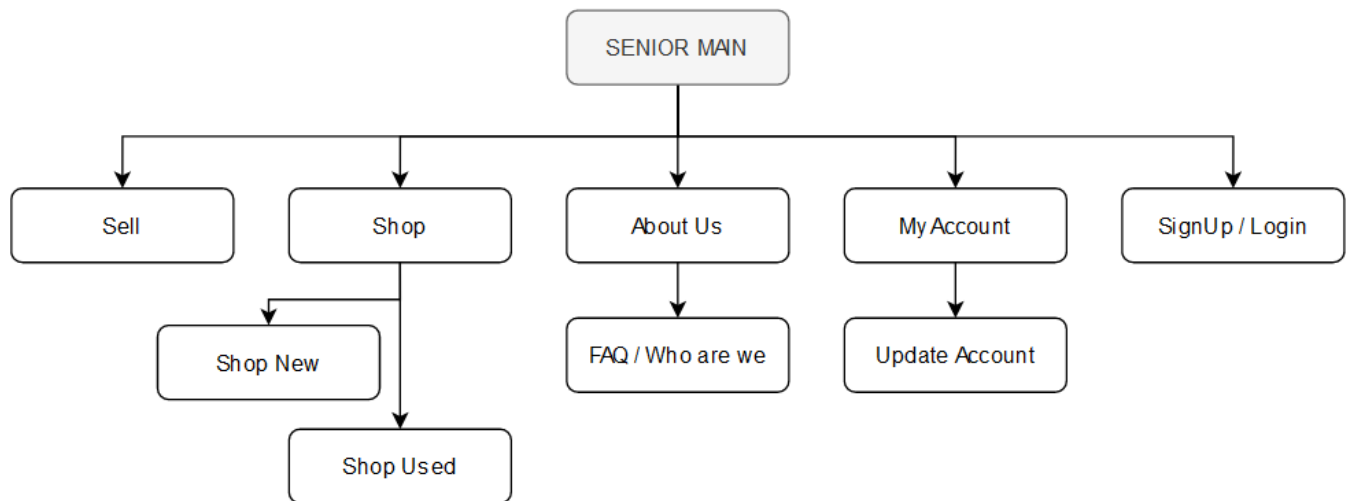 SENIOR MAIN
Sell
Shop
About Us
My Account
SignUp / Login
Shop New
FAQ / Who are we
Update Account
Shop Used